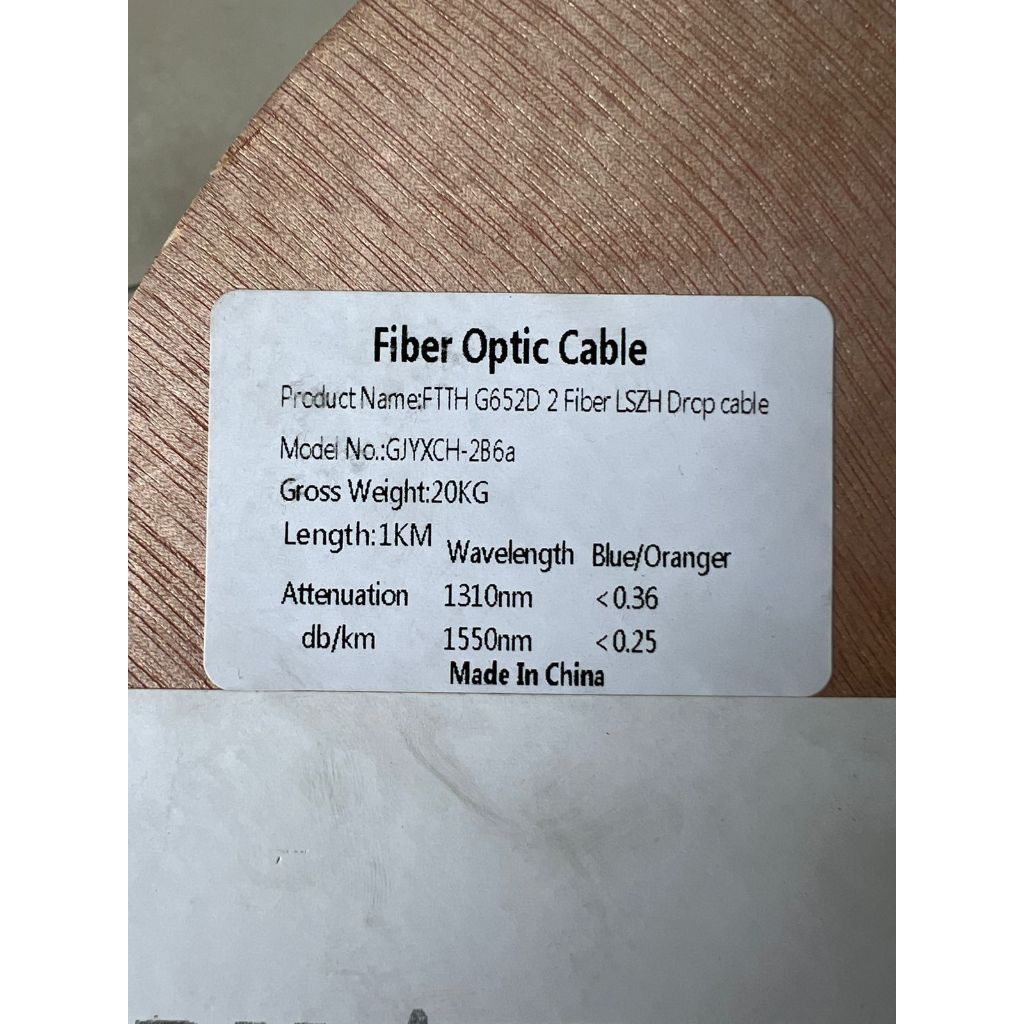 Fiber Optic Cable
Product Name:FTTH G652D 2 Fiber LSZH Drop cable
Model No.:GJYXCH-2B6a
Gross Weight:20KG
Length:1KM
Wavelength Blue/Oranger
Attenuation 1310nm <0.36
db/km 1550nm <0.25
Made In China